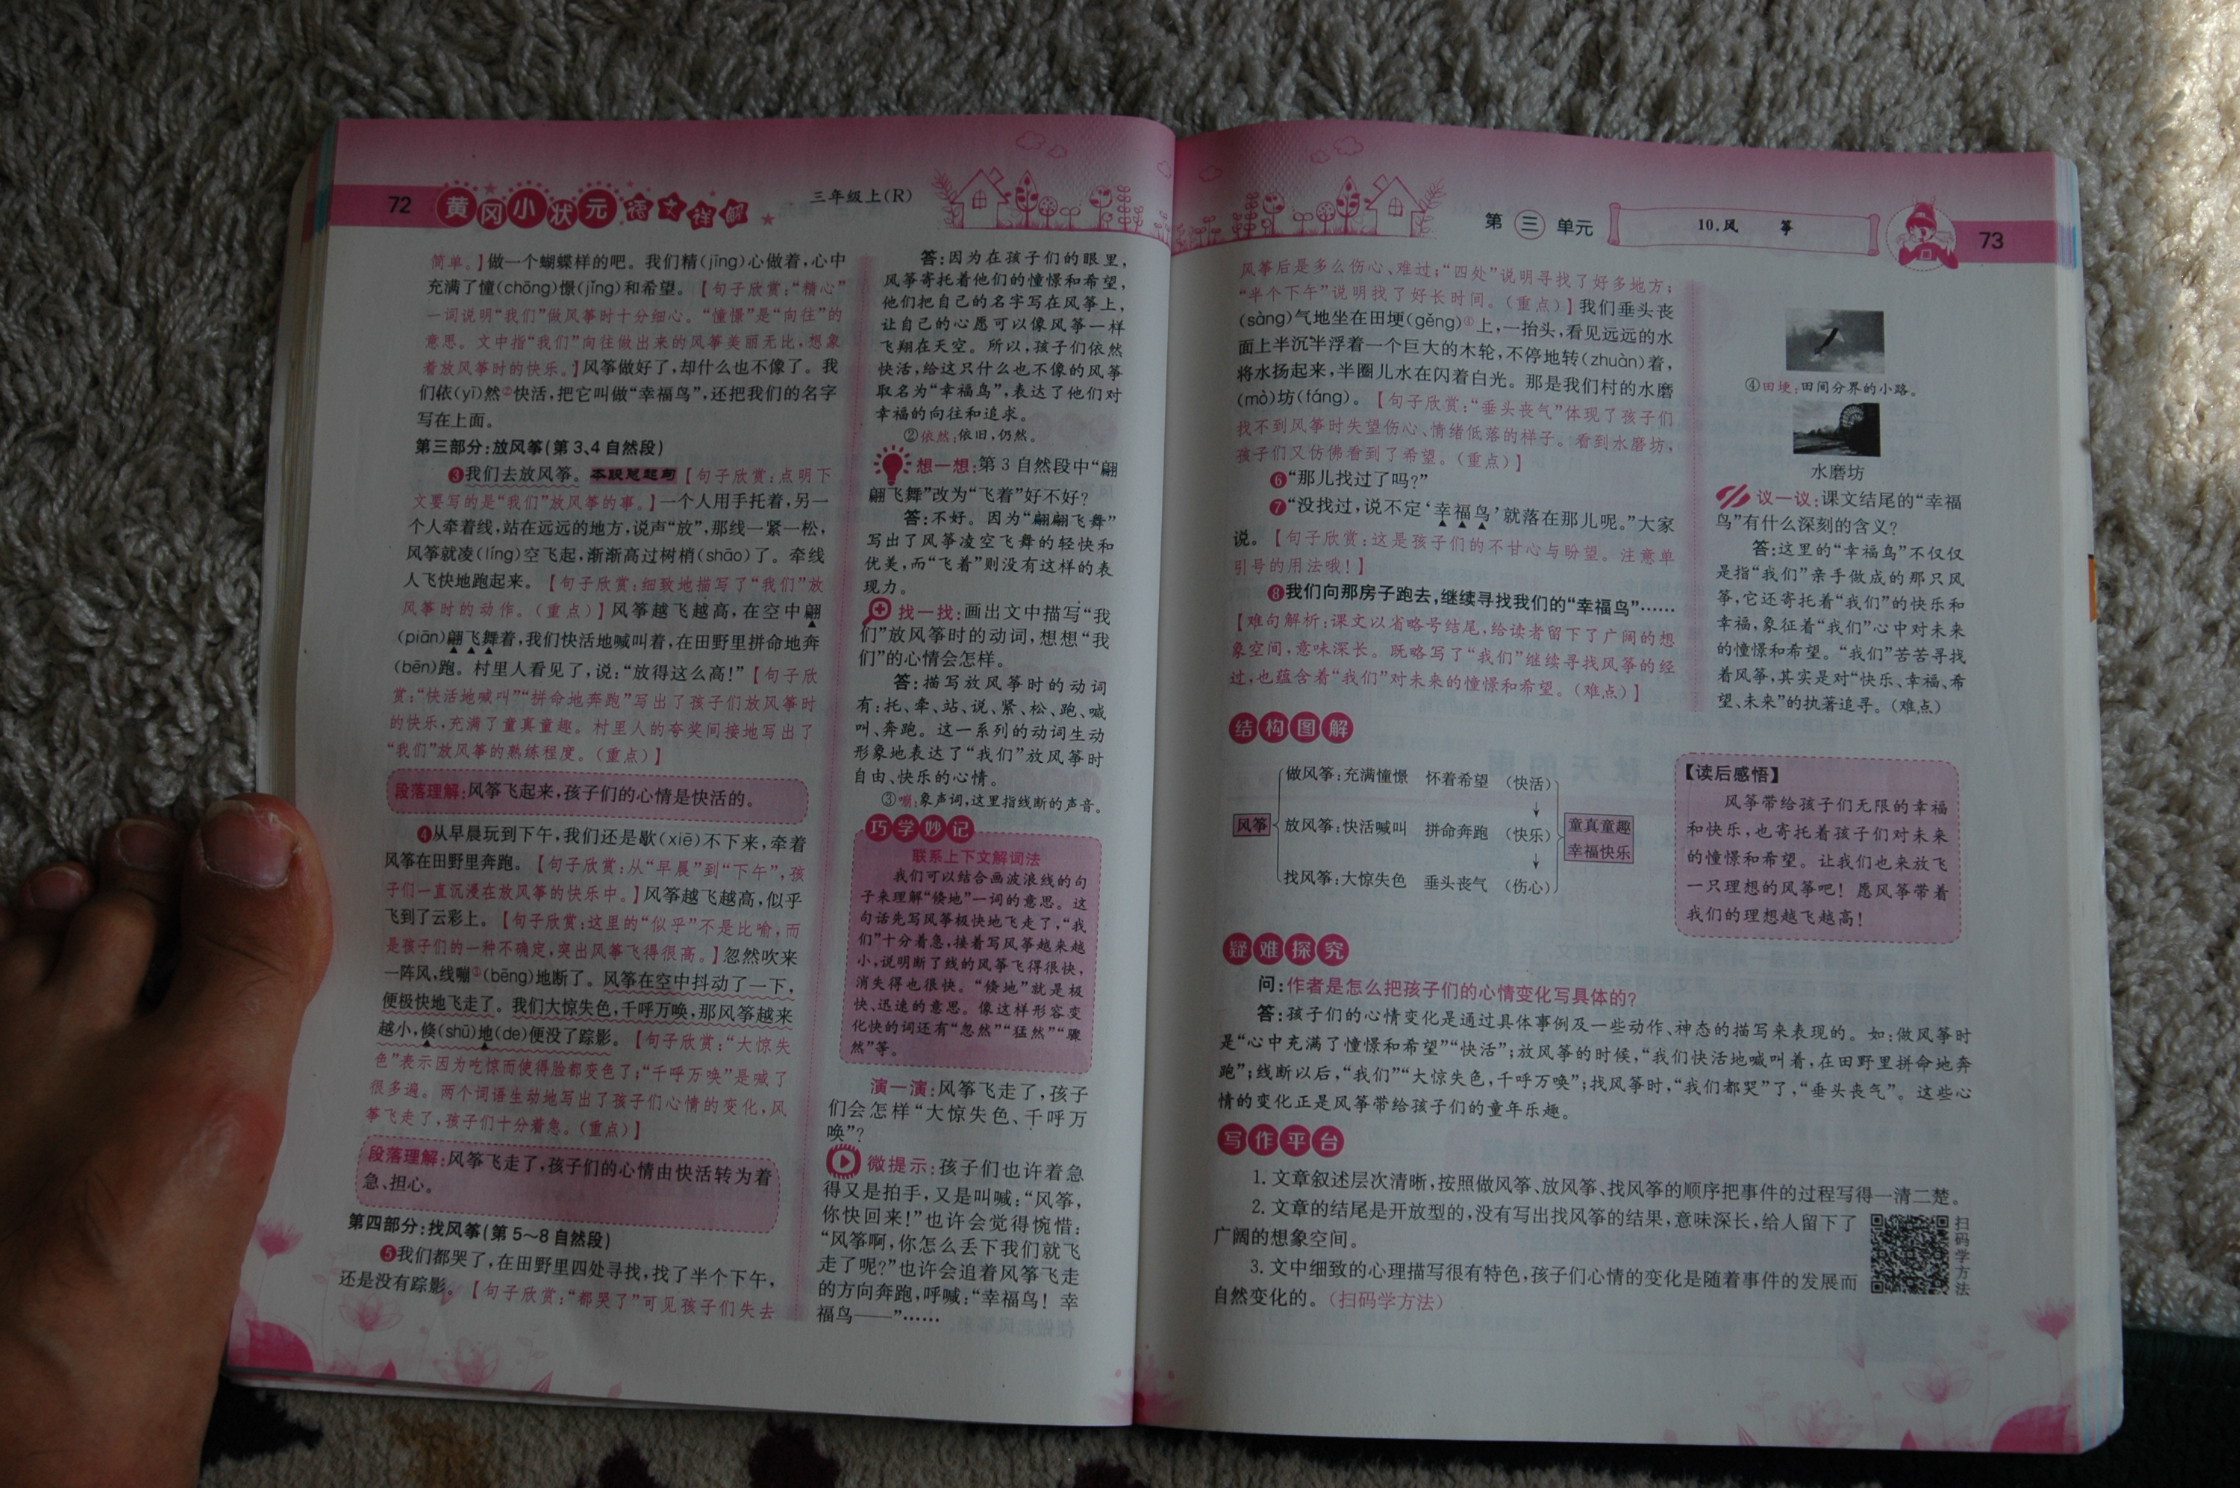 72 黄冈小状元语文详解 三年级上(R)
简单。】做一个蝴蝶样的吧。我们精(jīng)心做着,心中
充满了憧(chōng)憬(jǐng)和希望。【句子欣赏:“精心”
一词说明“我们”做风筝时十分细心。“憧憬”是“向往”的
意思。文中指“我们”向往做出来的风筝美丽无比,想象
着放风筝时的快乐。】风筝做好了,却什么也不像了。我
们依(yī)然②快活,把它叫做“幸福鸟”,还把我们的名字
写在上面。
第三部分:放风筝(第3、4自然段)
❸我们去放风筝。本段总起句【句子欣赏:点明下
文要写的是“我们”放风筝的事。】一个人用手托着,另一
个人牵着线,站在远远的地方,说声“放”,那线一紧一松,
风筝就凌(líng)空飞起,渐渐高过树梢(shāo)了。牵线
人飞快地跑起来。【句子欣赏:细致地描写了“我们”放
风筝时的动作。(重点)】风筝越飞越高,在空中翩
(piān)翩飞舞着,我们快活地喊叫着,在田野里拼命地奔
(bēn)跑。村里人看见了,说:“放得这么高!”【句子欣
赏:“快活地喊叫”“拼命地奔跑”写出了孩子们放风筝时
的快乐,充满了童真童趣。村里人的夸奖间接地写出了
“我们”放风筝的熟练程度。(重点)】
段落理解:风筝飞起来,孩子们的心情是快活的。
❹从早晨玩到下午,我们还是歇(xiē)不下来,牵着
风筝在田野里奔跑。【句子欣赏:从“早晨”到“下午”,孩
子们一直沉浸在放风筝的快乐中。】风筝越飞越高,似乎
飞到了云彩上。【句子欣赏:这里的“似乎”不是比喻,而
是孩子们的一种不确定,突出风筝飞得很高。】忽然吹来
一阵风,线嘣③(bēng)地断了。风筝在空中抖动了一下,
便极快地飞走了。我们大惊失色,千呼万唤,那风筝越来
越小,倏(shū)地(de)便没了踪影。【句子欣赏:“大惊失
色”表示因为吃惊而使得脸都变色了;“千呼万唤”是喊了
很多遍。两个词语生动地写出了孩子们心情的变化,风
筝飞走了,孩子们十分着急。(重点)】
段落理解:风筝飞走了,孩子们的心情由快活转为着
急、担心。
第四部分:找风筝(第5~8自然段)
❺我们都哭了,在田野里四处寻找,找了半个下午,
还是没有踪影。【句子欣赏:“都哭了”可见孩子们失去
答:因为在孩子们的眼里,
风筝寄托着他们的憧憬和希望,
他们把自己的名字写在风筝上,
让自己的心愿可以像风筝一样
飞翔在天空。所以,孩子们依然
快活,给这只什么也不像的风筝
取名为“幸福鸟”,表达了他们对
幸福的向往和追求。
②依然:依旧,仍然。
想一想:第3自然段中“翩
翩飞舞”改为“飞着”好不好?
答:不好。因为“翩翩飞舞”
写出了风筝凌空飞舞的轻快和
优美,而“飞着”则没有这样的表
现力。
找一找:画出文中描写“我
们”放风筝时的动词,想想“我
们”的心情会怎样。
答:描写放风筝时的动词
有:托、牵、站、说、紧、松、跑、喊
叫、奔跑。这一系列的动词生动
形象地表达了“我们”放风筝时
自由、快乐的心情。
③嘣:象声词,这里指线断的声音。
巧学妙记
联系上下文解词法
我们可以结合画波浪线的句
子来理解“倏地”一词的意思。这
句话先写风筝极快地飞走了,“我
们”十分着急,接着写风筝越来越
小,说明断了线的风筝飞得很快,
消失得也很快。“倏地”就是极
快、迅速的意思。像这样形容变
化快的词还有“忽然”“猛然”“骤
然”等。
演一演:风筝飞走了,孩子
们会怎样“大惊失色、千呼万
唤”?
微提示:孩子们也许着急
得又是拍手,又是叫喊:“风筝,
你快回来!”也许会觉得惋惜:
“风筝啊,你怎么丢下我们就飞
走了呢?”也许会追着风筝飞走
的方向奔跑,呼喊:“幸福鸟!幸
福鸟——”……
第三单元 10.风 筝 73
风筝后是多么伤心、难过;“四处”说明寻找了好多地方;
“半个下午”说明找了好长时间。(重点)】我们垂头丧
(sàng)气地坐在田埂(gěng)④上,一抬头,看见远远的水
面上半沉半浮着一个巨大的木轮,不停地转(zhuàn)着,
将水扬起来,半圈儿水在闪着白光。那是我们村的水磨
(mò)坊(fáng)。【句子欣赏:“垂头丧气”体现了孩子们
找不到风筝时失望伤心、情绪低落的样子。看到水磨坊,
孩子们又仿佛看到了希望。(重点)】
❻“那儿找过了吗?”
❼“没找过,说不定‘幸福鸟’就落在那儿呢。”大家
说。【句子欣赏:这是孩子们的不甘心与盼望。注意单
引号的用法哦!】
❽我们向那房子跑去,继续寻找我们的“幸福鸟”……
【难句解析:课文以省略号结尾,给读者留下了广阔的想
象空间,意味深长。既略写了“我们”继续寻找风筝的经
过,也蕴含着“我们”对未来的憧憬和希望。(难点)】
④田埂:田间分界的小路。
水磨坊
议一议:课文结尾的“幸福
鸟”有什么深刻的含义?
答:这里的“幸福鸟”不仅仅
是指“我们”亲手做成的那只风
筝,它还寄托着“我们”的快乐和
幸福,象征着“我们”心中对未来
的憧憬和希望。“我们”苦苦寻找
着风筝,其实是对“快乐、幸福、希
望、未来”的执著追寻。(难点)
结构图解
风筝
做风筝:充满憧憬 怀着希望 (快活)
↓
放风筝:快活喊叫 拼命奔跑 (快乐)
↓
找风筝:大惊失色 垂头丧气 (伤心)
童真童趣
幸福快乐
【读后感悟】
风筝带给孩子们无限的幸福
和快乐,也寄托着孩子们对未来
的憧憬和希望。让我们也来放飞
一只理想的风筝吧!愿风筝带着
我们的理想越飞越高!
疑难探究
问:作者是怎么把孩子们的心情变化写具体的?
答:孩子们的心情变化是通过具体事例及一些动作、神态的描写来表现的。如:做风筝时
是“心中充满了憧憬和希望”“快活”;放风筝的时候,“我们快活地喊叫着,在田野里拼命地奔
跑”;线断以后,“我们”“大惊失色,千呼万唤”;找风筝时,“我们都哭”了,“垂头丧气”。这些心
情的变化正是风筝带给孩子们的童年乐趣。
写作平台
1. 文章叙述层次清晰,按照做风筝、放风筝、找风筝的顺序把事件的过程写得一清二楚。
2. 文章的结尾是开放型的,没有写出找风筝的结果,意味深长,给人留下了
广阔的想象空间。
3. 文中细致的心理描写很有特色,孩子们心情的变化是随着事件的发展而
自然变化的。(扫码学方法)
扫码学方法